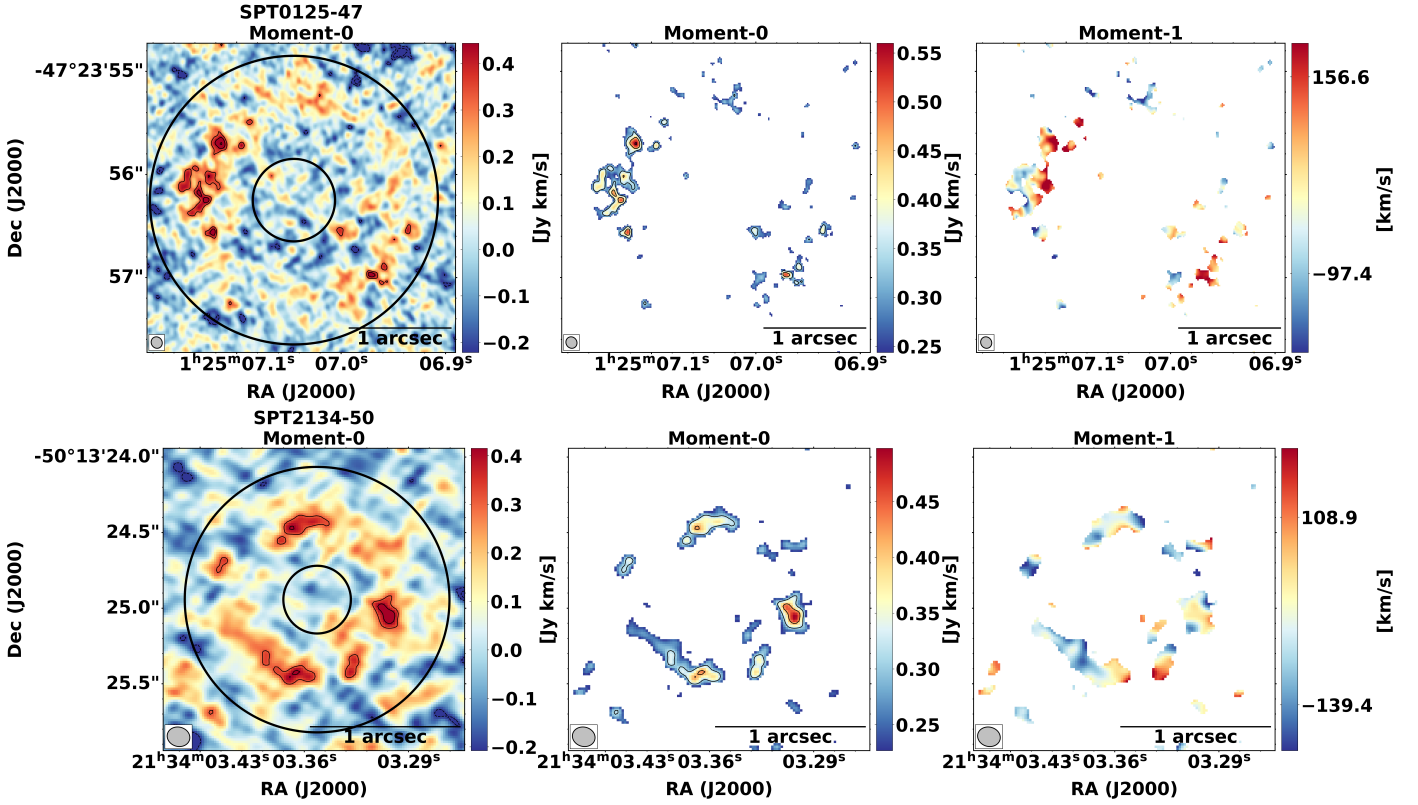 SPT0125-47
Moment-0
Moment-0
Moment-1
-47°23'55"
56"
57"
Dec (J2000)
0.4
0.3
0.2
0.1
0.0
−0.1
−0.2
[Jy km/s]
0.55
0.50
0.45
0.40
0.35
0.30
0.25
[Jy km/s]
156.6
−97.4
[km/s]
1 arcsec
1 arcsec
1 arcsec
1h25m07.1s 07.0s 06.9s
1h25m07.1s 07.0s 06.9s
1h25m07.1s 07.0s 06.9s
RA (J2000)
RA (J2000)
RA (J2000)
SPT2134-50
Moment-0
Moment-0
Moment-1
-50°13'24.0"
24.5"
25.0"
25.5"
Dec (J2000)
0.4
0.3
0.2
0.1
0.0
−0.1
−0.2
[Jy km/s]
0.45
0.40
0.35
0.30
0.25
[Jy km/s]
108.9
−139.4
[km/s]
1 arcsec
1 arcsec
1 arcsec
21h34m03.43s 03.36s 03.29s
21h34m03.43s 03.36s 03.29s
21h34m03.43s 03.36s 03.29s
RA (J2000)
RA (J2000)
RA (J2000)